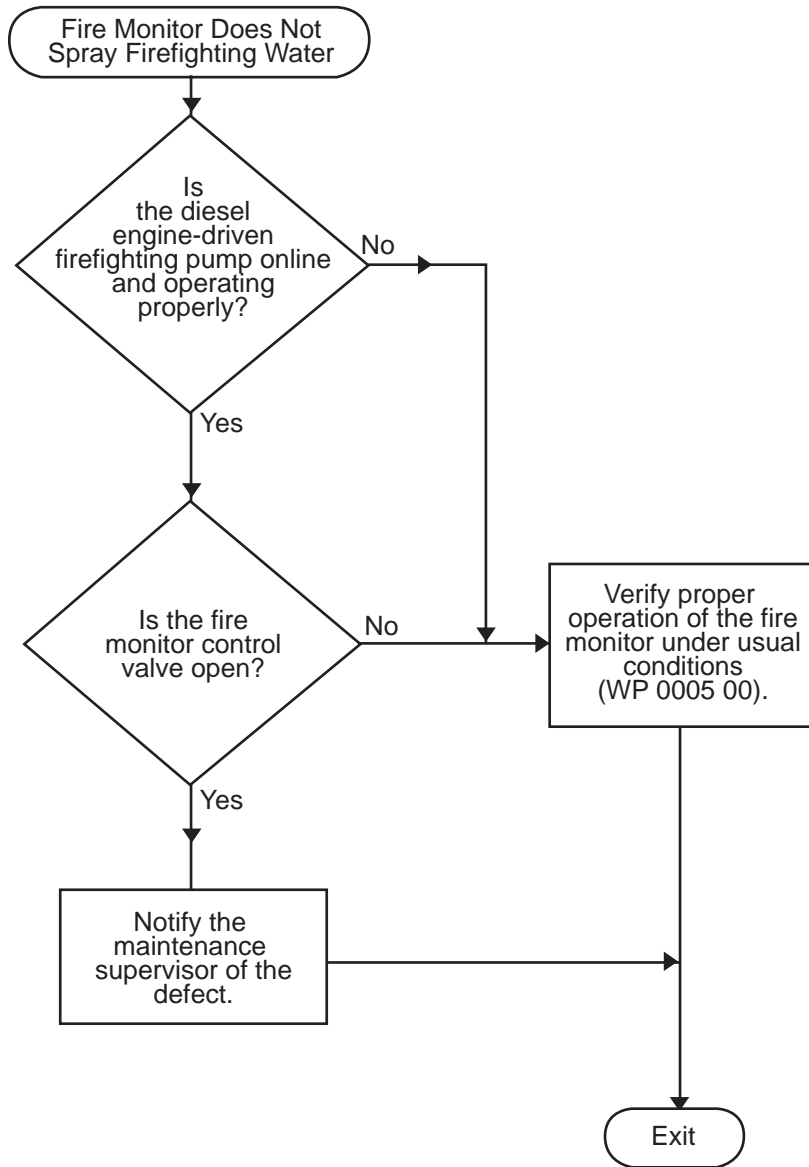 Fire Monitor Does Not
Spray Firefighting Water
Is
the diesel
engine-driven
firefighting pump online
and operating
properly?
No
Yes
Is the fire
monitor control
valve open?
No
Verify proper
operation of the fire
monitor under usual
conditions
(WP 0005 00).
Yes
Notify the
maintenance
supervisor of the
defect.
Exit